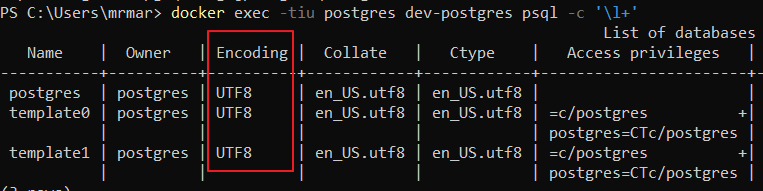 PS C:\Users\mrmar> docker exec -tiu postgres dev-postgres psql -c '\l+'
List of databases
Name | Owner | Encoding | Collate | Ctype | Access privileges |
-----------+----------+----------+------------+------------+-----------------------+
postgres | postgres | UTF8 | en_US.utf8 | en_US.utf8 | |
template0 | postgres | UTF8 | en_US.utf8 | en_US.utf8 | =c/postgres +|
| | | | | postgres=CTc/postgres |
template1 | postgres | UTF8 | en_US.utf8 | en_US.utf8 | =c/postgres +|
| | | | | postgres=CTc/postgres |